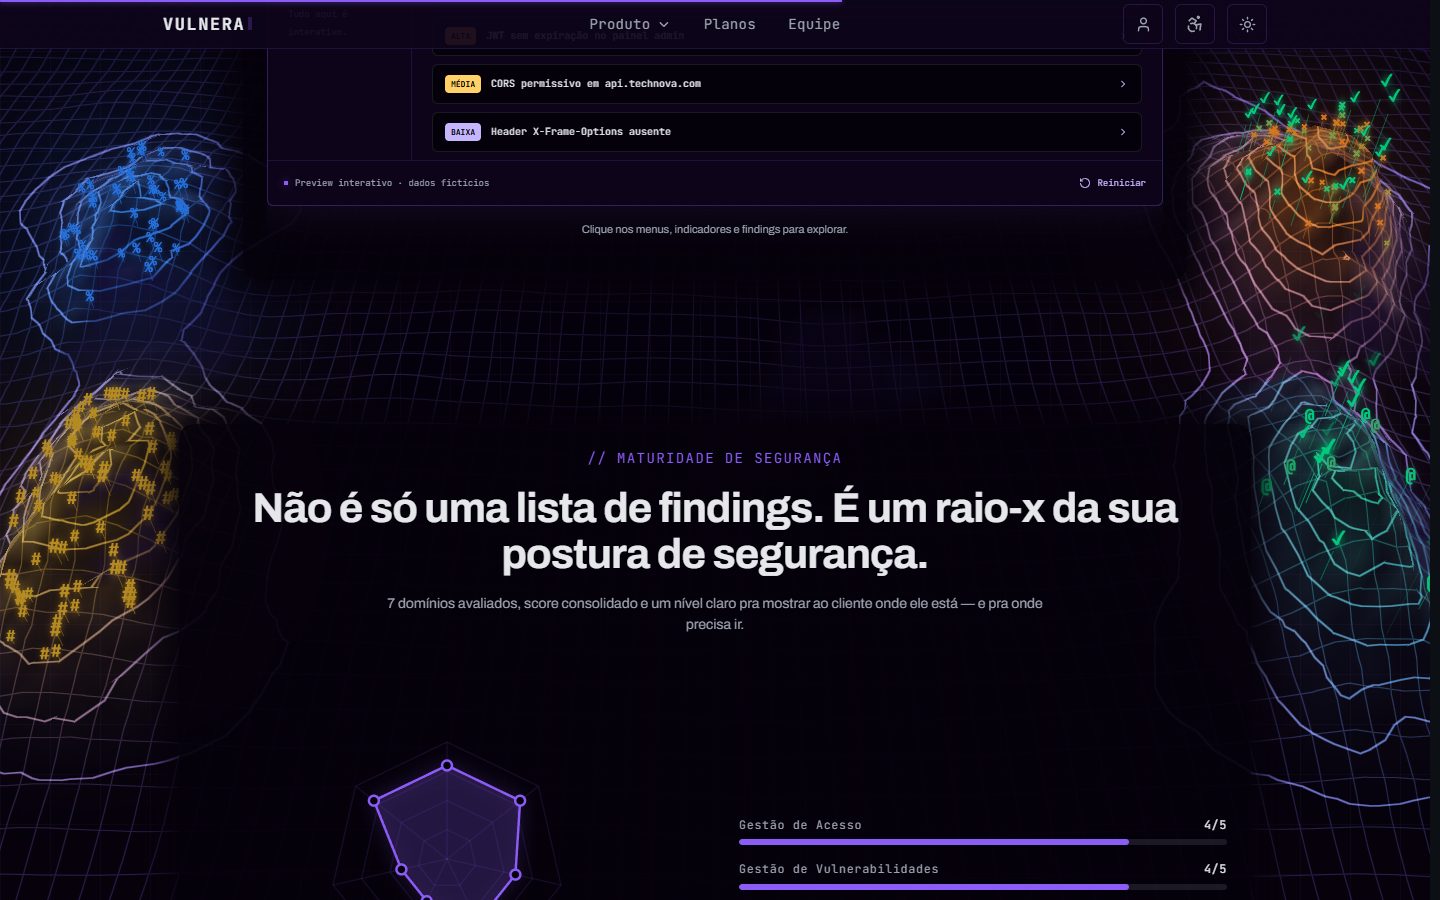 VULNERA
Produto
Planos
Equipe
Tudo aqui é
interativo.
ALTA JWT sem expiração no painel admin
MÉDIA CORS permissivo em api.technova.com
BAIXA Header X-Frame-Options ausente
Preview interativo · dados fictícios
Reiniciar
Clique nos menus, indicadores e findings para explorar.
// MATURIDADE DE SEGURANÇA
Não é só uma lista de findings. É um raio-x da sua
postura de segurança.
7 domínios avaliados, score consolidado e um nível claro pra mostrar ao cliente onde ele está — e pra onde
precisa ir.
Gestão de Acesso 4/5
Gestão de Vulnerabilidades 4/5